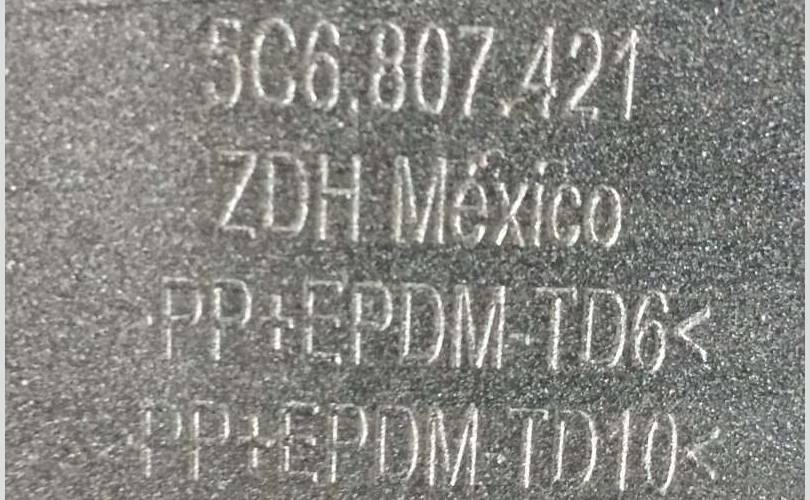 5C6.807.421
ZDH México
>PP+EPDM-TD6<
>PP+EPDM-TD10<